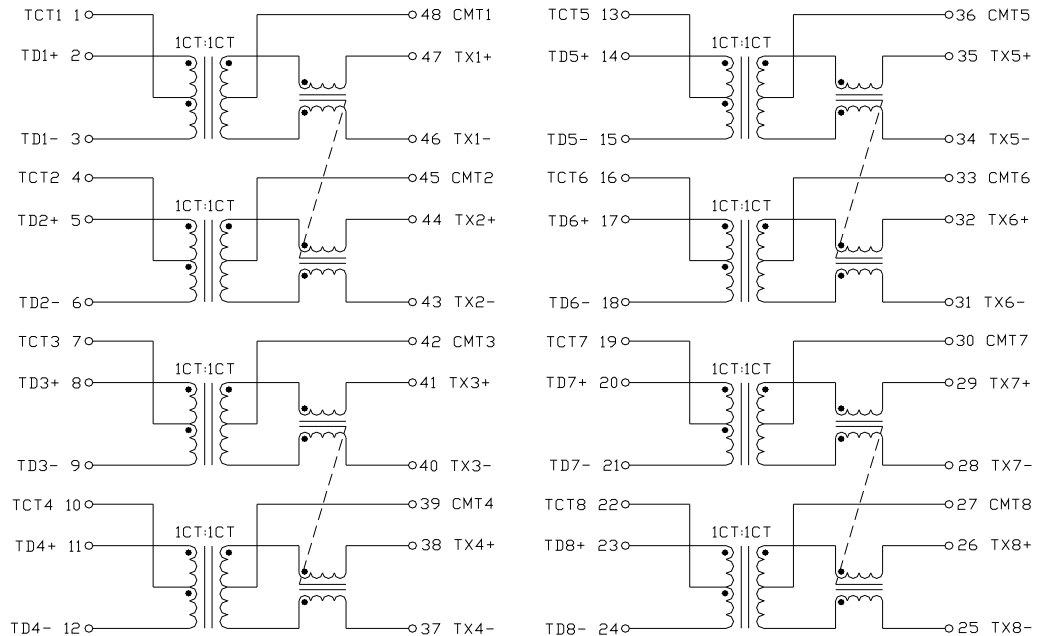 TCT1 1 48 CMT1
1CT:1CT
TD1+ 2 47 TX1+
TD1- 3 46 TX1-
TCT2 4 45 CMT2
1CT:1CT
TD2+ 5 44 TX2+
TD2- 6 43 TX2-
TCT3 7 42 CMT3
1CT:1CT
TD3+ 8 41 TX3+
TD3- 9 40 TX3-
TCT4 10 39 CMT4
1CT:1CT
TD4+ 11 38 TX4+
TD4- 12 37 TX4-
TCT5 13 36 CMT5
1CT:1CT
TD5+ 14 35 TX5+
TD5- 15 34 TX5-
TCT6 16 33 CMT6
1CT:1CT
TD6+ 17 32 TX6+
TD6- 18 31 TX6-
TCT7 19 30 CMT7
1CT:1CT
TD7+ 20 29 TX7+
TD7- 21 28 TX7-
TCT8 22 27 CMT8
1CT:1CT
TD8+ 23 26 TX8+
TD8- 24 25 TX8-